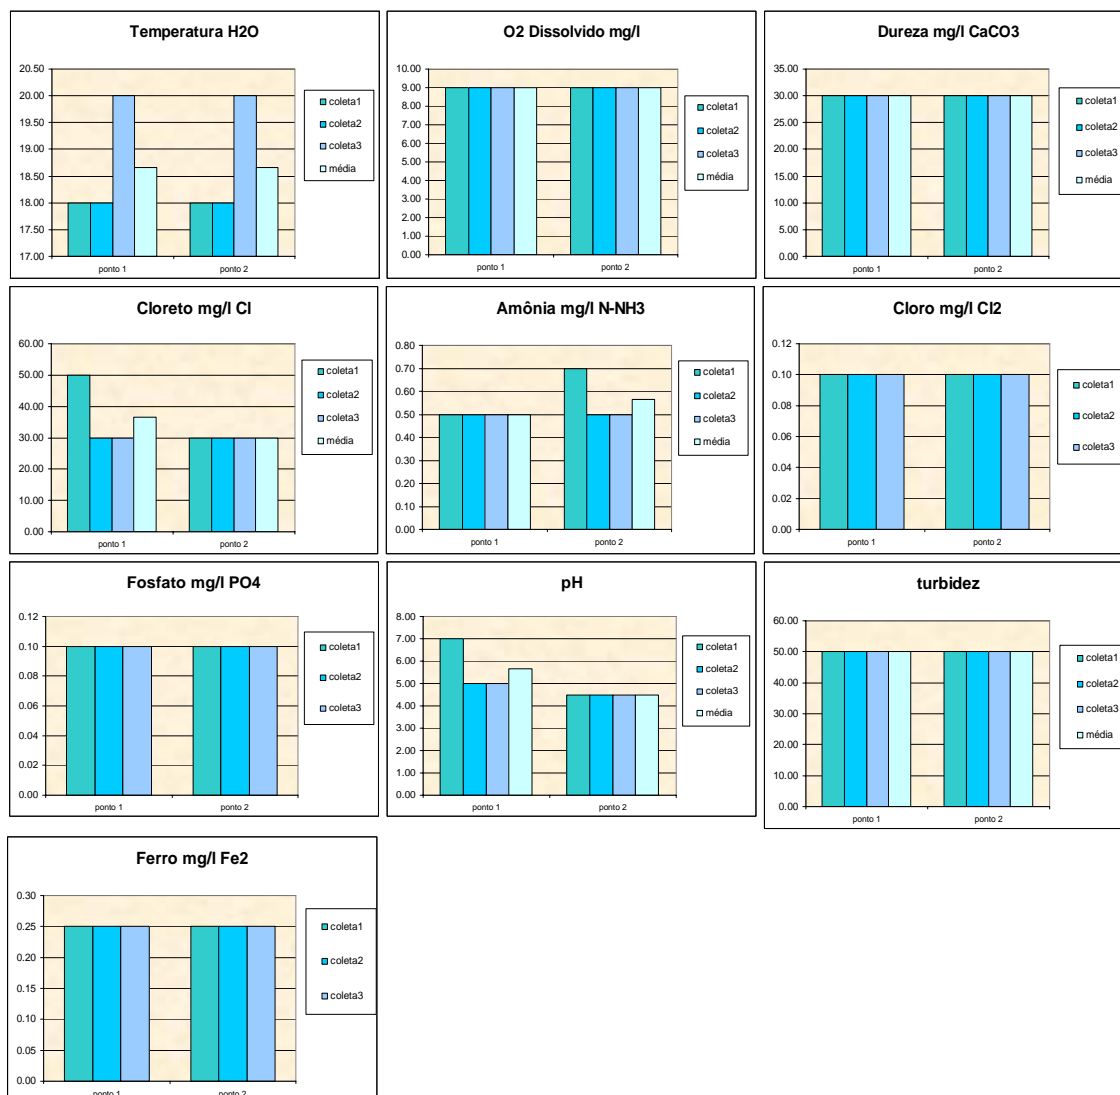 Temperatura H2O
20.50
20.00
19.50
19.00
18.50
18.00
17.50
17.00
ponto 1
ponto 2
coleta1
coleta2
coleta3
média
O2 Dissolvido mg/l
10.00
9.00
8.00
7.00
6.00
5.00
4.00
3.00
2.00
1.00
0.00
ponto 1
ponto 2
coleta1
coleta2
coleta3
média
Dureza mg/l CaCO3
35.00
30.00
25.00
20.00
15.00
10.00
5.00
0.00
ponto 1
ponto 2
coleta1
coleta2
coleta3
média
Cloreto mg/l Cl
60.00
50.00
40.00
30.00
20.00
10.00
0.00
ponto 1
ponto 2
coleta1
coleta2
coleta3
média
Amônia mg/l N-NH3
0.80
0.70
0.60
0.50
0.40
0.30
0.20
0.10
0.00
ponto 1
ponto 2
coleta1
coleta2
coleta3
média
Cloro mg/l Cl2
0.12
0.10
0.08
0.06
0.04
0.02
0.00
ponto 1
ponto 2
coleta1
coleta2
coleta3
Fosfato mg/l PO4
0.12
0.10
0.08
0.06
0.04
0.02
0.00
ponto 1
ponto 2
coleta1
coleta2
coleta3
pH
8.00
7.00
6.00
5.00
4.00
3.00
2.00
1.00
0.00
ponto 1
ponto 2
coleta1
coleta2
coleta3
média
turbidez
60.00
50.00
40.00
30.00
20.00
10.00
0.00
ponto 1
ponto 2
coleta1
coleta2
coleta3
média
Ferro mg/l Fe2
0.30
0.25
0.20
0.15
0.10
0.05
0.00
ponto 1
ponto 2
coleta1
coleta2
coleta3